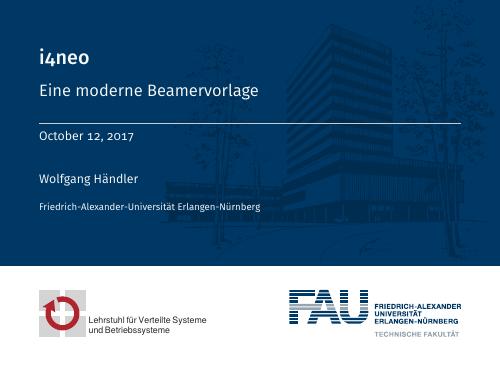 i4neo
Eine moderne Beamervorlage
October 12, 2017
Wolfgang Händler
Friedrich-Alexander-Universität Erlangen-Nürnberg
Lehrstuhl für Verteilte Systeme
und Betriebssysteme
FAU
FRIEDRICH-ALEXANDER
UNIVERSITÄT
ERLANGEN-NÜRNBERG
TECHNISCHE FAKULTÄT